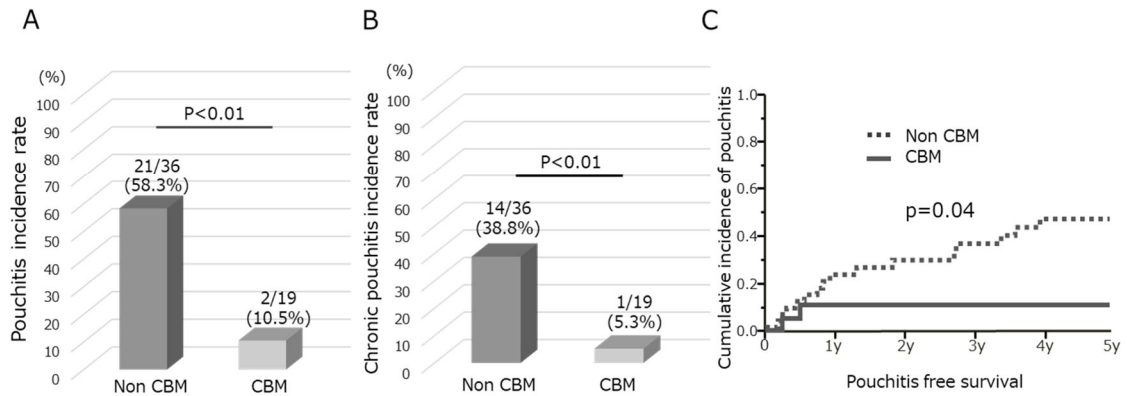 A
(%)
Pouchitis incidence rate
100
90
80
70
60
50
40
30
20
10
0
P<0.01
21/36
(58.3%)
2/19
(10.5%)
Non CBM
CBM
B
(%)
Chronic pouchitis incidence rate
100
90
80
70
60
50
40
30
20
10
0
P<0.01
14/36
(38.8%)
1/19
(5.3%)
Non CBM
CBM
C
Cumulative incidence of pouchitis
1.0
0.8
0.6
0.4
0.2
0.0
Non CBM
CBM
p=0.04
0
1y
2y
3y
4y
5y
Pouchitis free survival